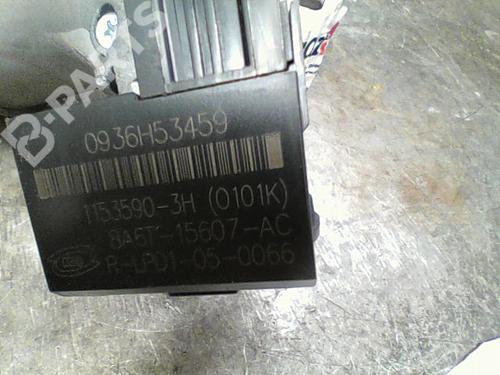 B-PARTS
0936H53459
1153590-3H (0101K)
8A6T-15607-AC
R-LPD1-05-0066